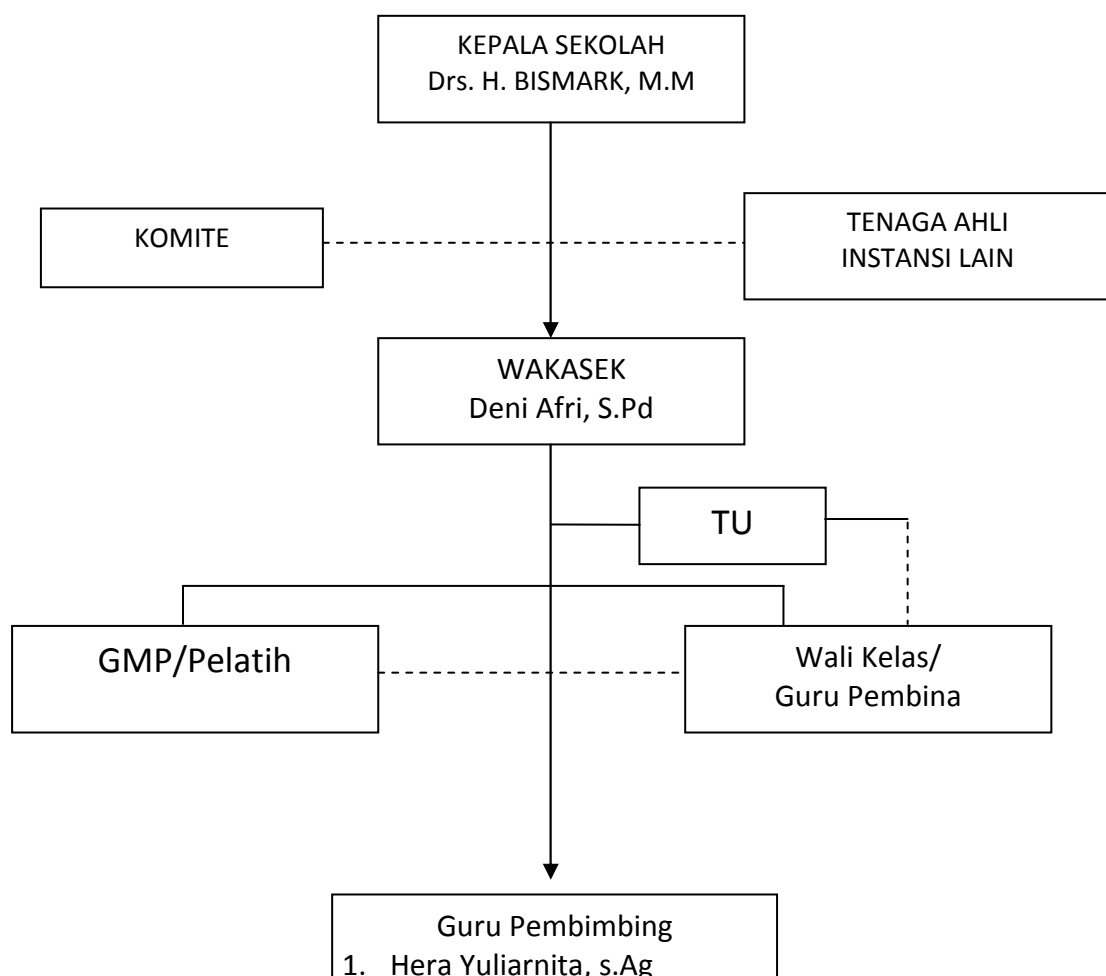 KEPALA SEKOLAH
Drs. H. BISMARK, M.M
KOMITE
TENAGA AHLI
INSTANSI LAIN
WAKASEK
Deni Afri, S.Pd
TU
GMP/Pelatih
Wali Kelas/
Guru Pembina
Guru Pembimbing
1. Hera Yuliarnita, s.Ag